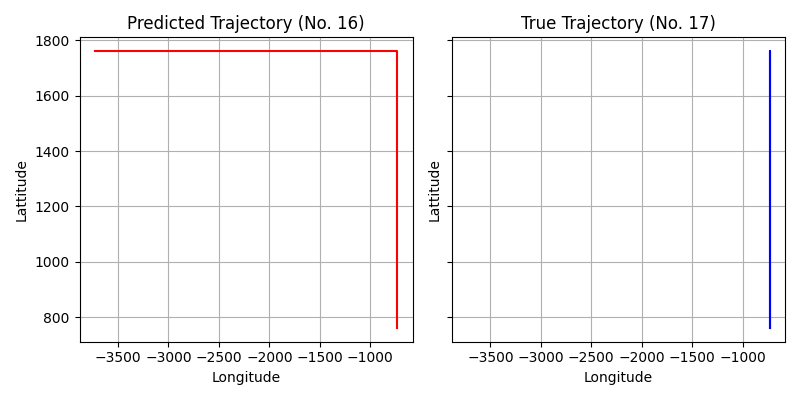 Predicted Trajectory (No. 16)
Lattitude
1800
1600
1400
1200
1000
800
−3500 −3000 −2500 −2000 −1500 −1000
Longitude
True Trajectory (No. 17)
Lattitude
−3500 −3000 −2500 −2000 −1500 −1000
Longitude